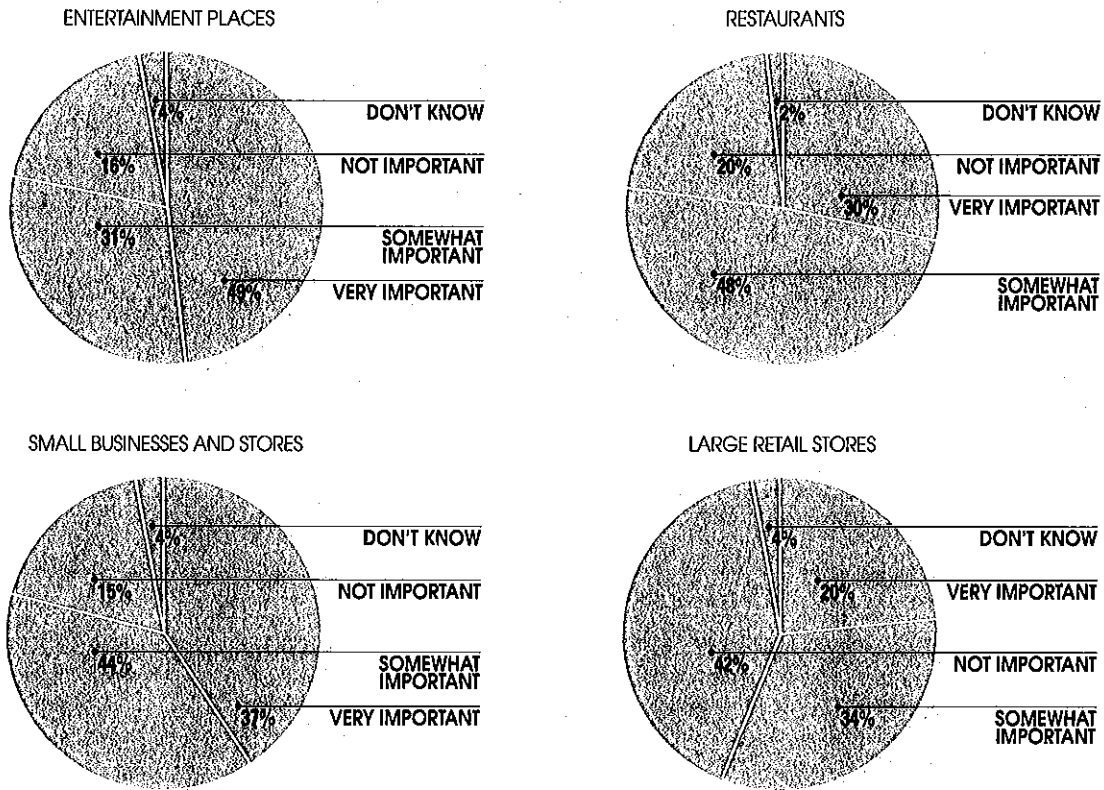 ENTERTAINMENT PLACES
4%
DON'T KNOW
16%
NOT IMPORTANT
31%
SOMEWHAT
IMPORTANT
49%
VERY IMPORTANT
RESTAURANTS
2%
DON'T KNOW
20%
NOT IMPORTANT
30%
VERY IMPORTANT
48%
SOMEWHAT
IMPORTANT
SMALL BUSINESSES AND STORES
4%
DON'T KNOW
15%
NOT IMPORTANT
44%
SOMEWHAT
IMPORTANT
37%
VERY IMPORTANT
LARGE RETAIL STORES
4%
DON'T KNOW
20%
VERY IMPORTANT
42%
NOT IMPORTANT
34%
SOMEWHAT
IMPORTANT